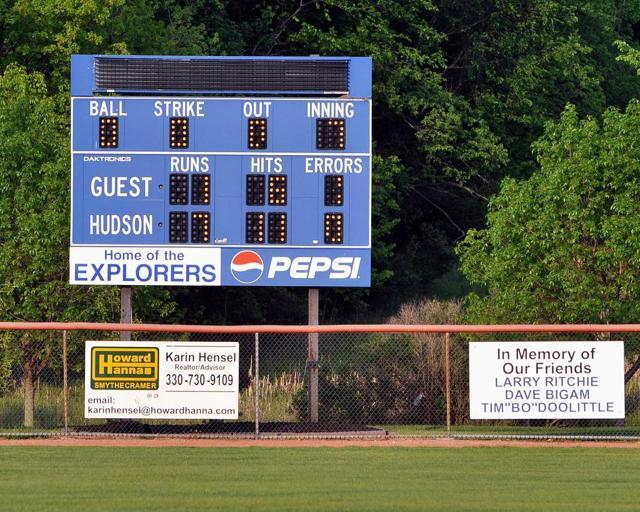 BALL STRIKE OUT INNING
DAKTRONICS
RUNS HITS ERRORS
GUEST
HUDSON
Home of the
EXPLORERS
PEPSI
Howard
Hanna
SMYTHECRAMER
Karin Hensel
Realtor/Advisor
330-730-9109
email:
karinhensel@howardhanna.com
In Memory of
Our Friends
LARRY RITCHIE
DAVE BIGAM
TIM"BO"DOOLITTLE